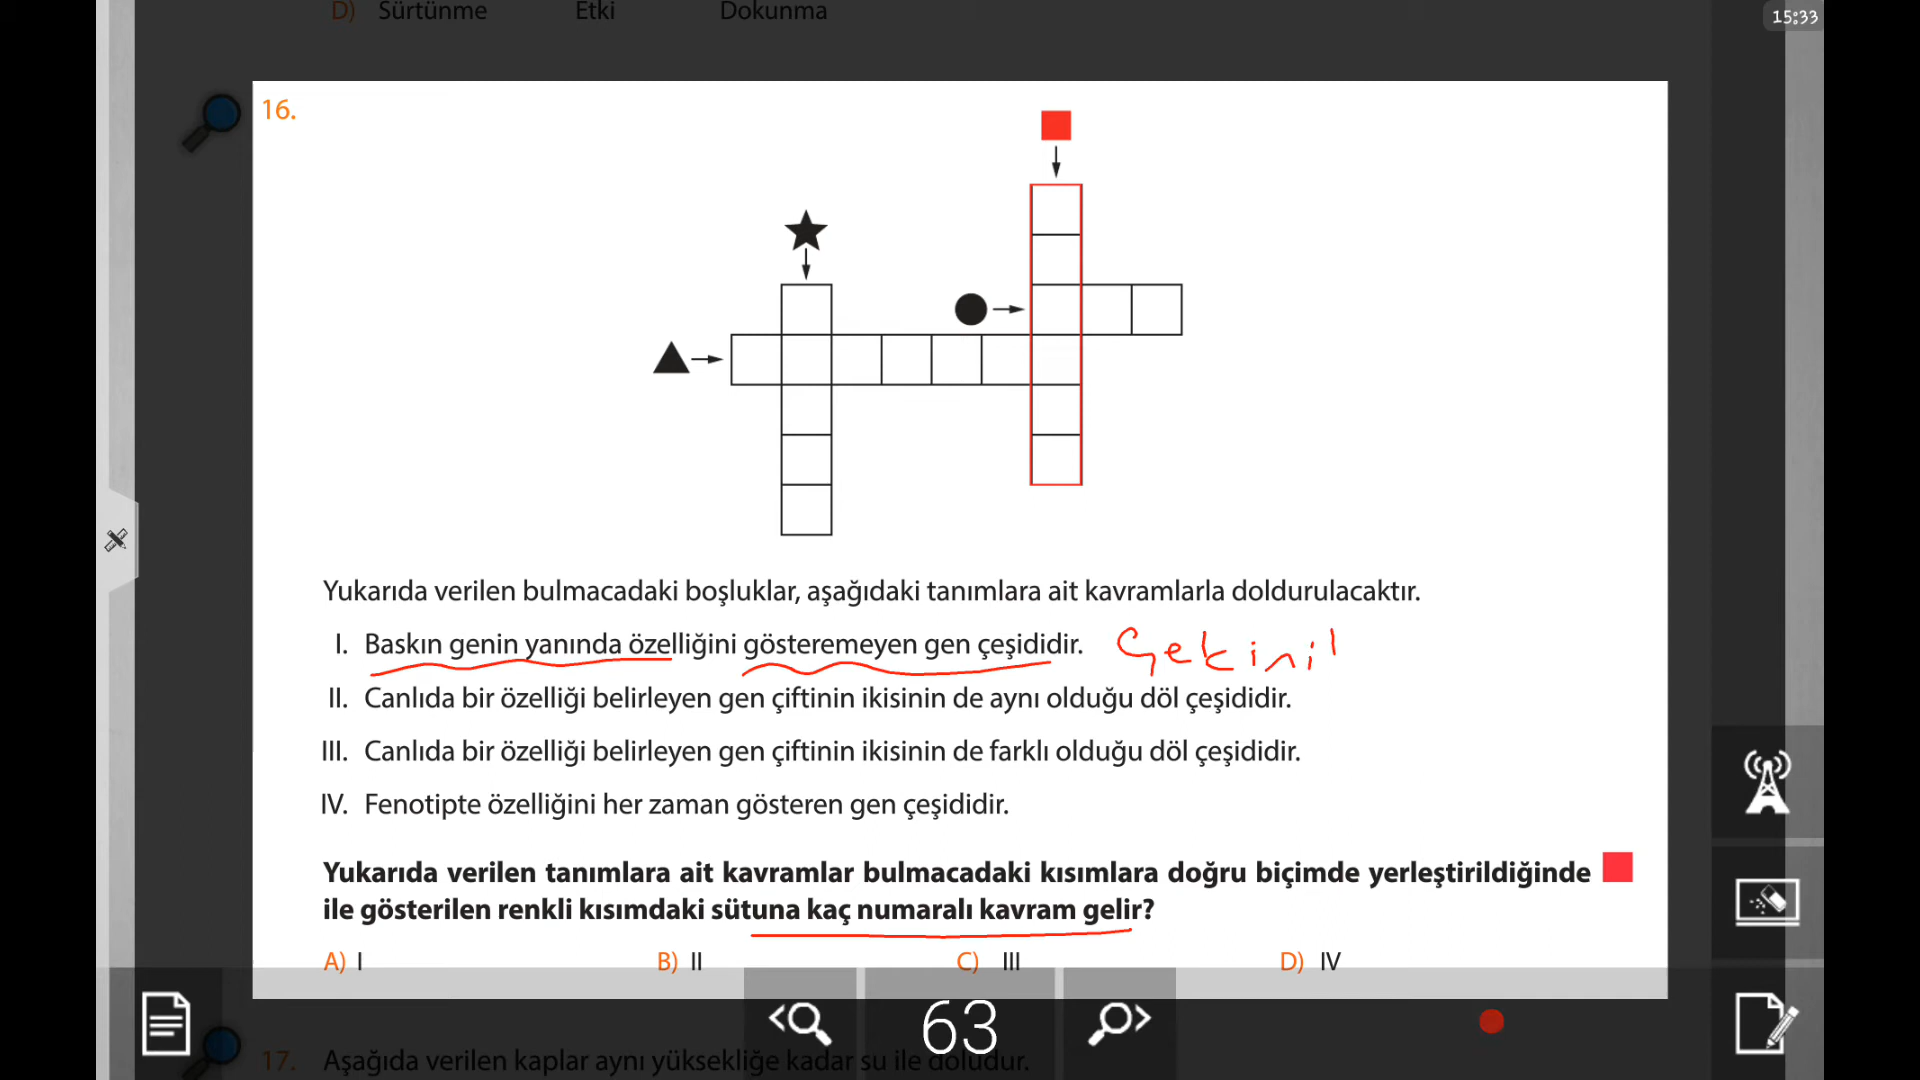 D) Sürtünme Etki Dokunma
15:33
16.
Yukarıda verilen bulmacadaki boşluklar, aşağıdaki tanımlara ait kavramlarla doldurulacaktır.
I. Baskın genin yanında özelliğini gösteremeyen gen çeşididir. Çekinil
II. Canlıda bir özelliği belirleyen gen çiftinin ikisinin de aynı olduğu döl çeşididir.
III. Canlıda bir özelliği belirleyen gen çiftinin ikisinin de farklı olduğu döl çeşididir.
IV. Fenotipte özelliğini her zaman gösteren gen çeşididir.
Yukarıda verilen tanımlara ait kavramlar bulmacadaki kısımlara doğru biçimde yerleştirildiğinde
ile gösterilen renkli kısımdaki sütuna kaç numaralı kavram gelir?
A) I B) II C) III D) IV
63
17. Aşağıda verilen kaplar aynı yüksekliğe kadar su ile doludur.